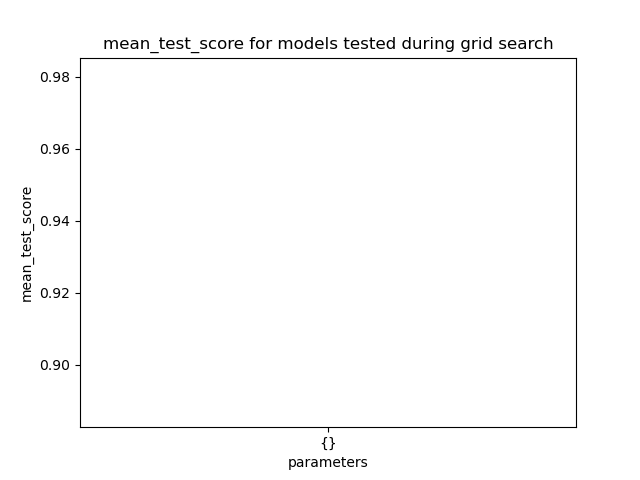 mean_test_score for models tested during grid search
0.98
0.96
0.94
0.92
0.90
mean_test_score
{}
parameters